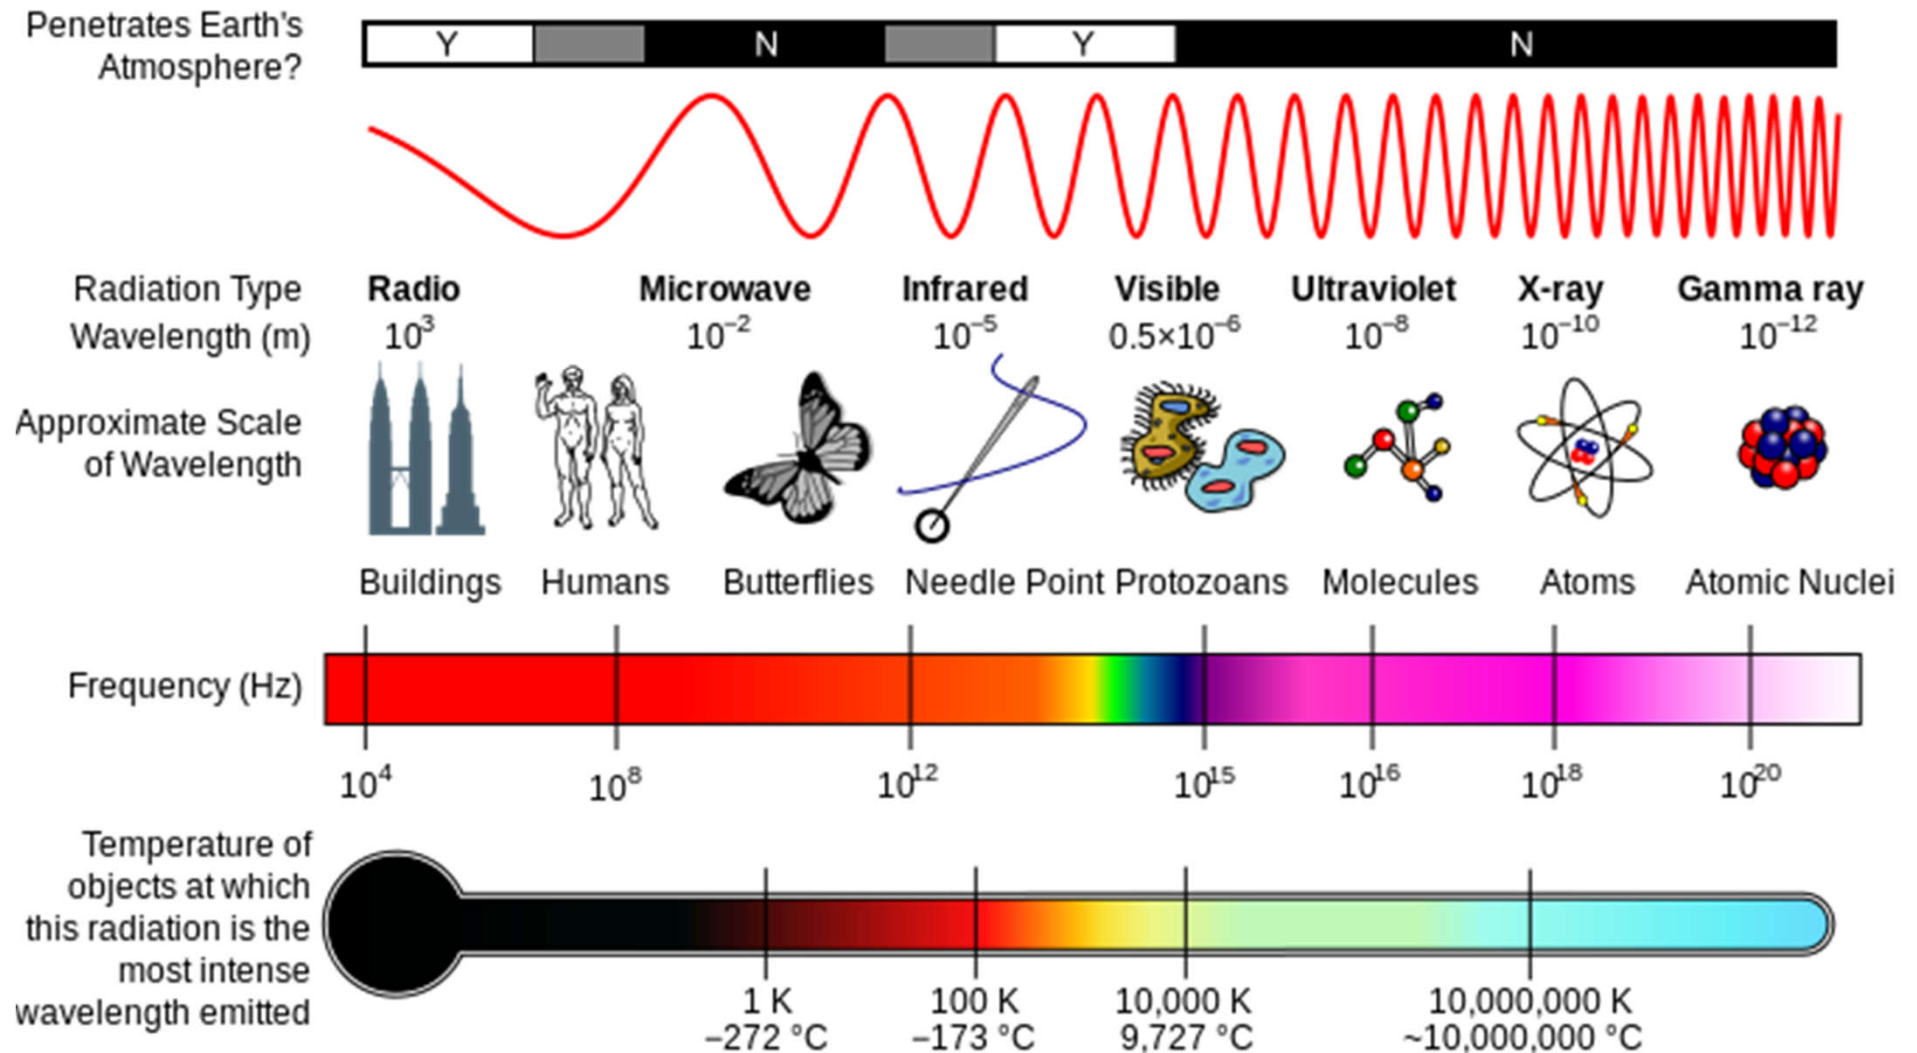 Penetrates Earth's
Atmosphere?
Y N Y N
Radiation Type Radio Microwave Infrared Visible Ultraviolet X-ray Gamma ray
Wavelength (m) 10³ 10⁻² 10⁻⁵ 0.5×10⁻⁶ 10⁻⁸ 10⁻¹⁰ 10⁻¹²
Approximate Scale
of Wavelength
Buildings Humans Butterflies Needle Point Protozoans Molecules Atoms Atomic Nuclei
Frequency (Hz)
10⁴ 10⁸ 10¹² 10¹⁵ 10¹⁶ 10¹⁸ 10²⁰
Temperature of
objects at which
this radiation is the
most intense
wavelength emitted
1 K 100 K 10,000 K 10,000,000 K
−272 °C −173 °C 9,727 °C ~10,000,000 °C